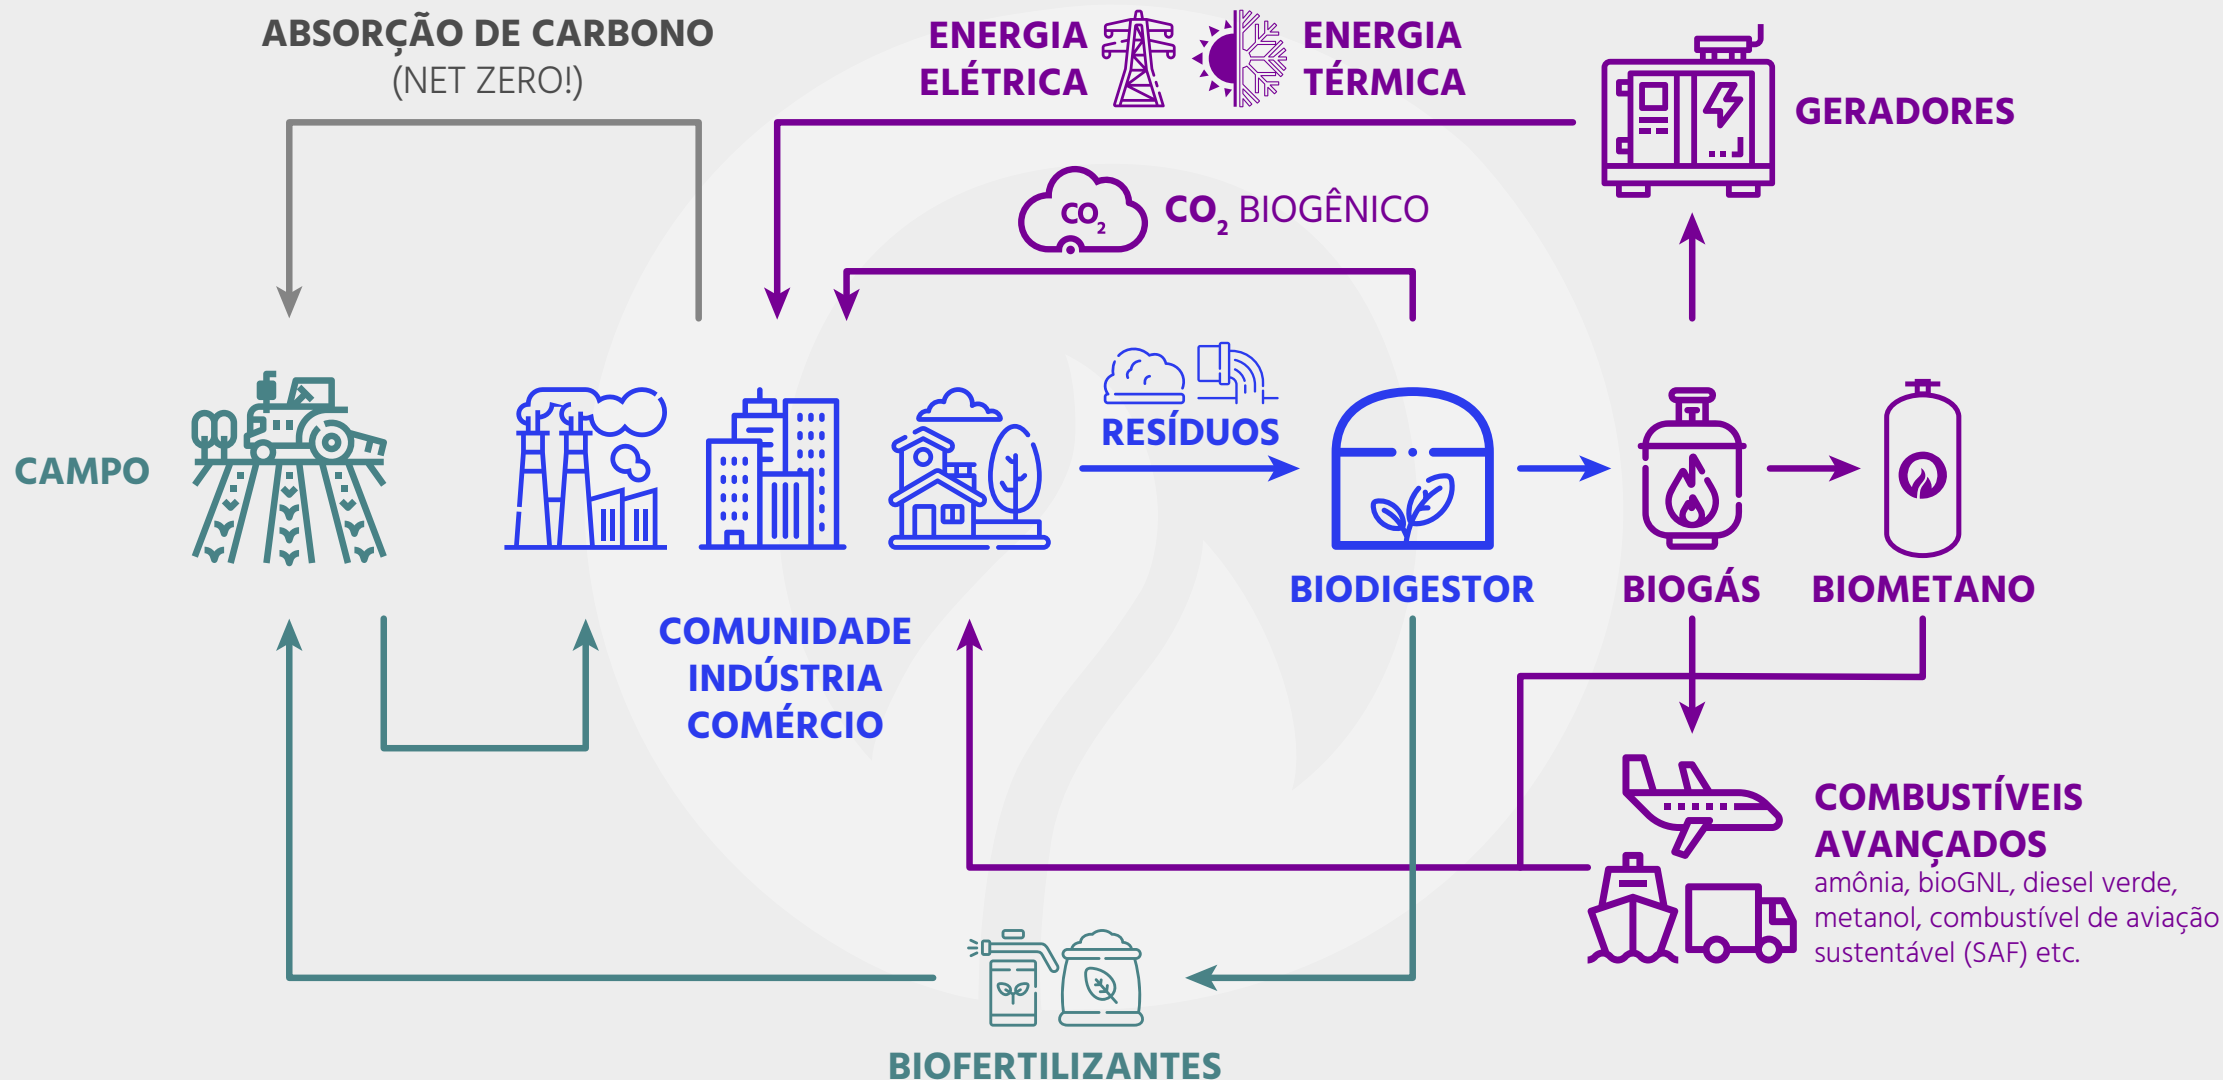 ABSORÇÃO DE CARBONO
(NET ZERO!)
ENERGIA
ELÉTRICA
ENERGIA
TÉRMICA
GERADORES
CO2
CO2 BIOGÊNICO
RESÍDUOS
CAMPO
BIODIGESTOR
BIOGÁS
BIOMETANO
COMUNIDADE
INDÚSTRIA
COMÉRCIO
COMBUSTÍVEIS
AVANÇADOS
amônia, bioGNL, diesel verde,
metanol, combustível de aviação
sustentável (SAF) etc.
BIOFERTILIZANTES